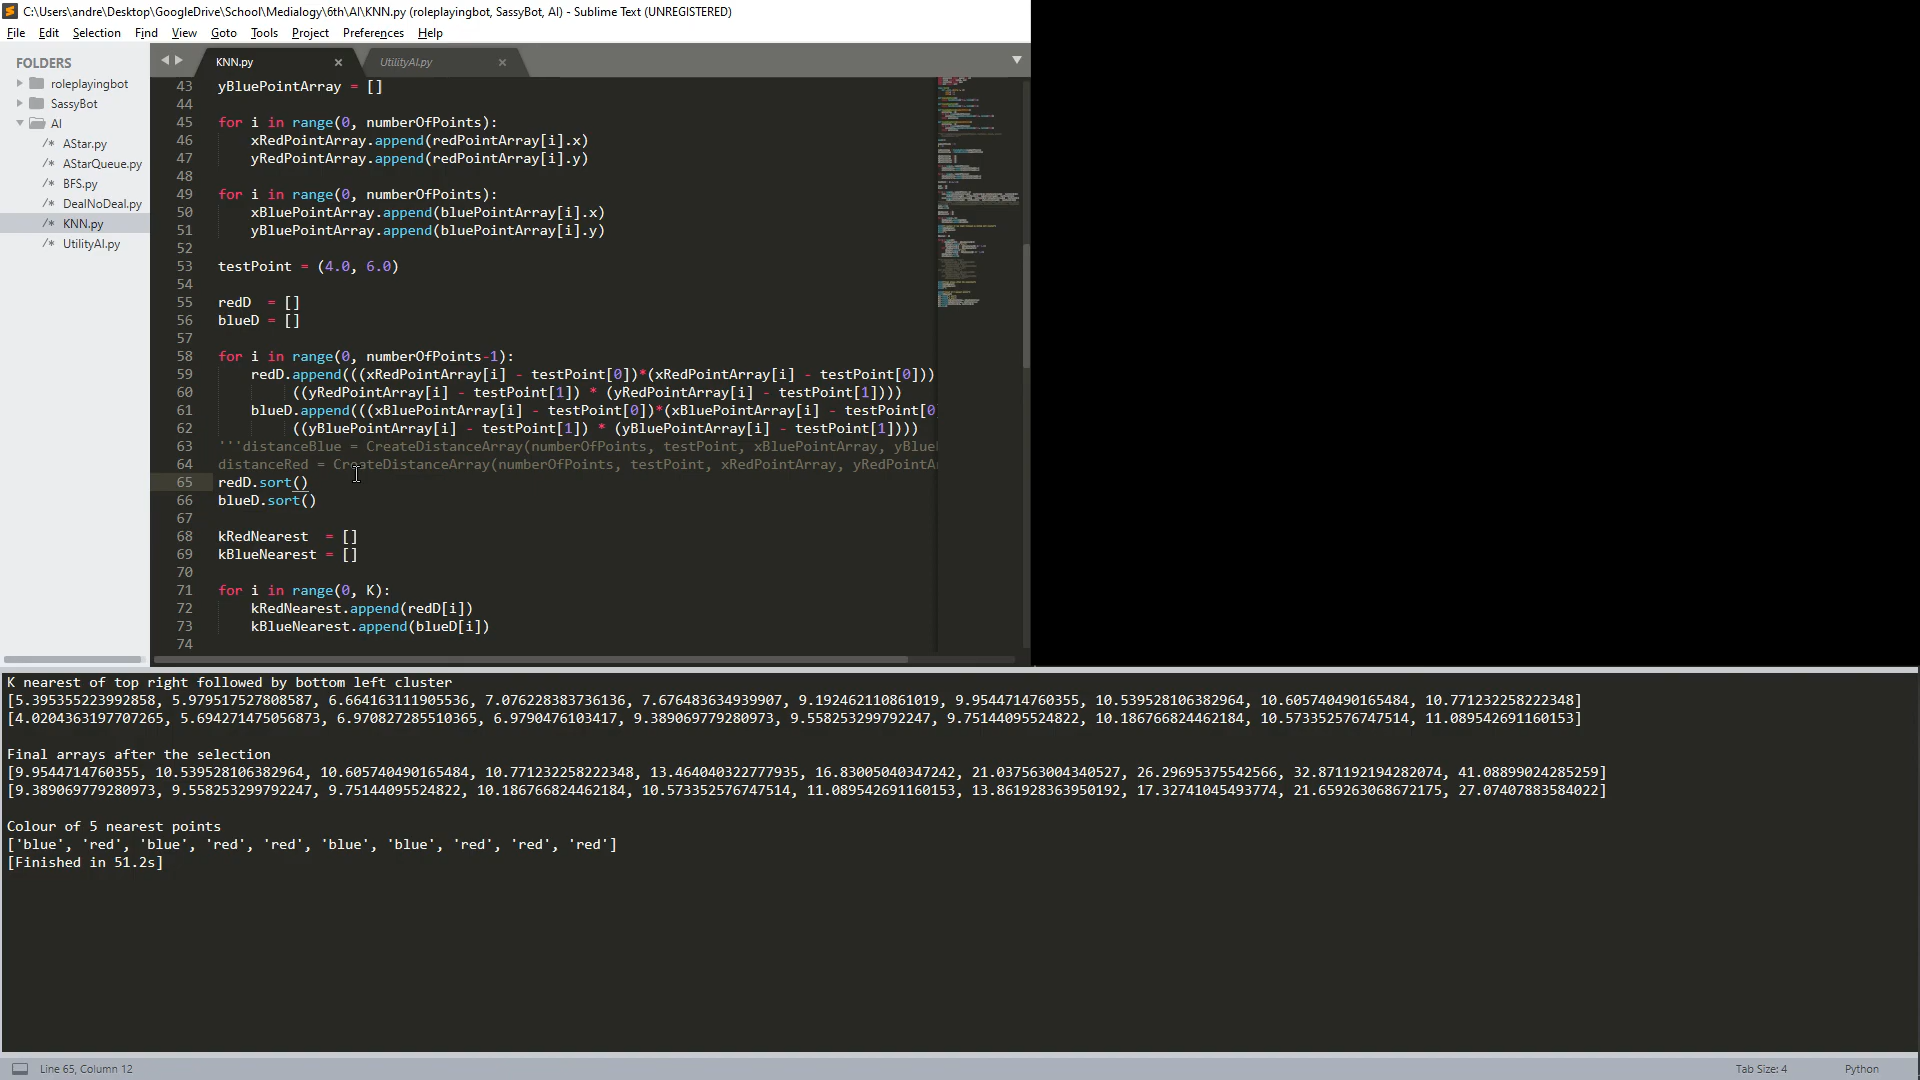 C:\Users\andre\Desktop\GoogleDrive\School\Medialogy\6th\AI\KNN.py (roleplayingbot, SassyBot, AI) - Sublime Text (UNREGISTERED)
File Edit Selection Find View Goto Tools Project Preferences Help
FOLDERS
roleplayingbot
SassyBot
AI
/* AStar.py
/* AStarQueue.py
/* BFS.py
/* DealNoDeal.py
/* KNN.py
/* UtilityAI.py
KNN.py × UtilityAI.py ×
43 yBluePointArray = []
44
45 for i in range(0, numberOfPoints):
46     xRedPointArray.append(redPointArray[i].x)
47     yRedPointArray.append(redPointArray[i].y)
48
49 for i in range(0, numberOfPoints):
50     xBluePointArray.append(bluePointArray[i].x)
51     yBluePointArray.append(bluePointArray[i].y)
52
53 testPoint = (4.0, 6.0)
54
55 redD  = []
56 blueD = []
57
58 for i in range(0, numberOfPoints-1):
59     redD.append(((xRedPointArray[i] - testPoint[0])*(xRedPointArray[i] - testPoint[0]))
60          ((yRedPointArray[i] - testPoint[1]) * (yRedPointArray[i] - testPoint[1])))
61     blueD.append(((xBluePointArray[i] - testPoint[0])*(xBluePointArray[i] - testPoint[0
62          ((yBluePointArray[i] - testPoint[1]) * (yBluePointArray[i] - testPoint[1])))
63 '''distanceBlue = CreateDistanceArray(numberOfPoints, testPoint, xBluePointArray, yBlue
64 distanceRed = CreateDistanceArray(numberOfPoints, testPoint, xRedPointArray, yRedPointA
65 redD.sort()
66 blueD.sort()
67
68 kRedNearest  = []
69 kBlueNearest = []
70
71 for i in range(0, K):
72     kRedNearest.append(redD[i])
73     kBlueNearest.append(blueD[i])
74
K nearest of top right followed by bottom left cluster
[5.395355223992858, 5.979517527808587, 6.664163111905536, 7.076228383736136, 7.676483634939907, 9.192462110861019, 9.9544714760355, 10.539528106382964, 10.605740490165484, 10.771232258222348]
[4.0204363197707265, 5.694271475056873, 6.970827285510365, 6.9790476103417, 9.389069779280973, 9.558253299792247, 9.75144095524822, 10.186766824462184, 10.573352576747514, 11.089542691160153]
Final arrays after the selection
[9.9544714760355, 10.539528106382964, 10.605740490165484, 10.771232258222348, 13.464040322777935, 16.83005040347242, 21.037563004340527, 26.29695375542566, 32.871192194282074, 41.08899024285259]
[9.389069779280973, 9.558253299792247, 9.75144095524822, 10.186766824462184, 10.573352576747514, 11.089542691160153, 13.861928363950192, 17.32741045493774, 21.659263068672175, 27.07407883584022]
Colour of 5 nearest points
['blue', 'red', 'blue', 'red', 'red', 'blue', 'blue', 'red', 'red', 'red']
[Finished in 51.2s]
Line 65, Column 12 Tab Size: 4 Python